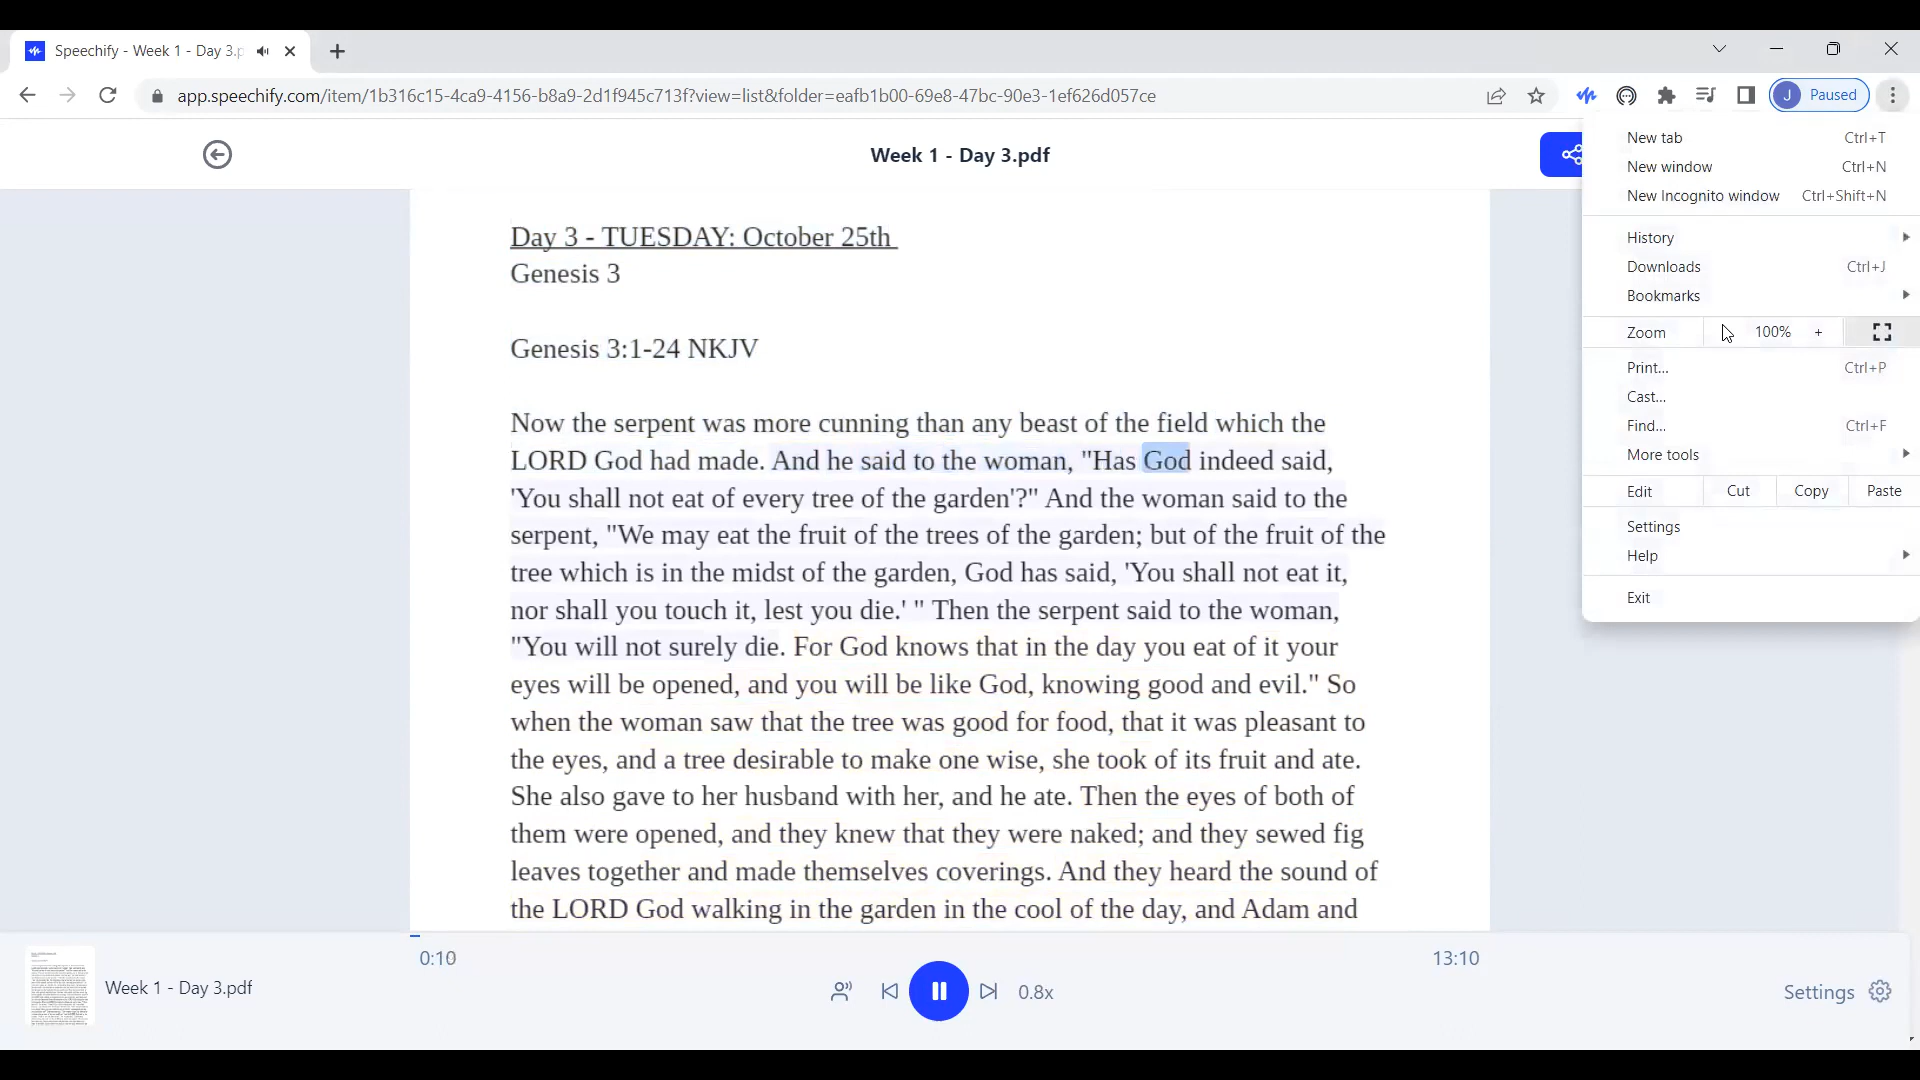 Speechify - Week 1 - Day 3.p
app.speechify.com/item/1b316c15-4ca9-4156-b8a9-2d1f945c713f?view=list&folder=eafb1b00-69e8-47bc-90e3-1ef626d057ce
J Paused
Week 1 - Day 3.pdf
New tab Ctrl+T
New window Ctrl+N
New Incognito window Ctrl+Shift+N
History
Downloads Ctrl+J
Bookmarks
Zoom 100% +
Print... Ctrl+P
Cast...
Find... Ctrl+F
More tools
Edit Cut Copy Paste
Settings
Help
Exit
Day 3 - TUESDAY: October 25th
Genesis 3
Genesis 3:1-24 NKJV
Now the serpent was more cunning than any beast of the field which the
LORD God had made. And he said to the woman, "Has God indeed said,
'You shall not eat of every tree of the garden'?" And the woman said to the
serpent, "We may eat the fruit of the trees of the garden; but of the fruit of the
tree which is in the midst of the garden, God has said, 'You shall not eat it,
nor shall you touch it, lest you die.' " Then the serpent said to the woman,
"You will not surely die. For God knows that in the day you eat of it your
eyes will be opened, and you will be like God, knowing good and evil." So
when the woman saw that the tree was good for food, that it was pleasant to
the eyes, and a tree desirable to make one wise, she took of its fruit and ate.
She also gave to her husband with her, and he ate. Then the eyes of both of
them were opened, and they knew that they were naked; and they sewed fig
leaves together and made themselves coverings. And they heard the sound of
the LORD God walking in the garden in the cool of the day, and Adam and
0:10 13:10
Week 1 - Day 3.pdf
0.8x
Settings